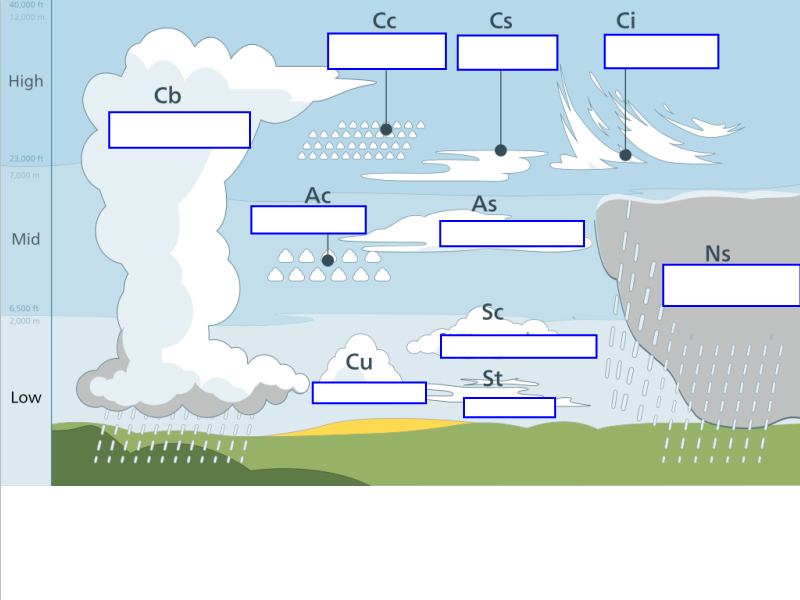 40,000 ft
12,000 m
Cc
Cs
Ci
High
Cb
23,000 ft
7,000 m
Ac
As
Mid
Ns
6,500 ft
2,000 m
Sc
Cu
St
Low